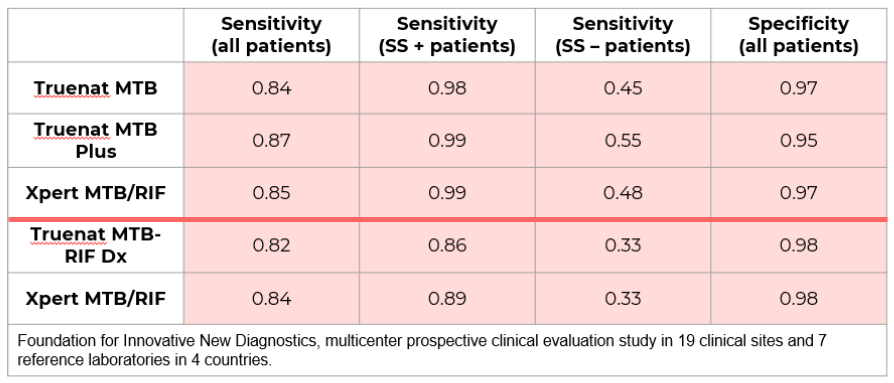 Sensitivity (all patients) Sensitivity (SS + patients) Sensitivity (SS – patients) Specificity (all patients)
Truenat MTB 0.84 0.98 0.45 0.97
Truenat MTB Plus 0.87 0.99 0.55 0.95
Xpert MTB/RIF 0.85 0.99 0.48 0.97
Truenat MTB-RIF Dx 0.82 0.86 0.33 0.98
Xpert MTB/RIF 0.84 0.89 0.33 0.98
Foundation for Innovative New Diagnostics, multicenter prospective clinical evaluation study in 19 clinical sites and 7
reference laboratories in 4 countries.